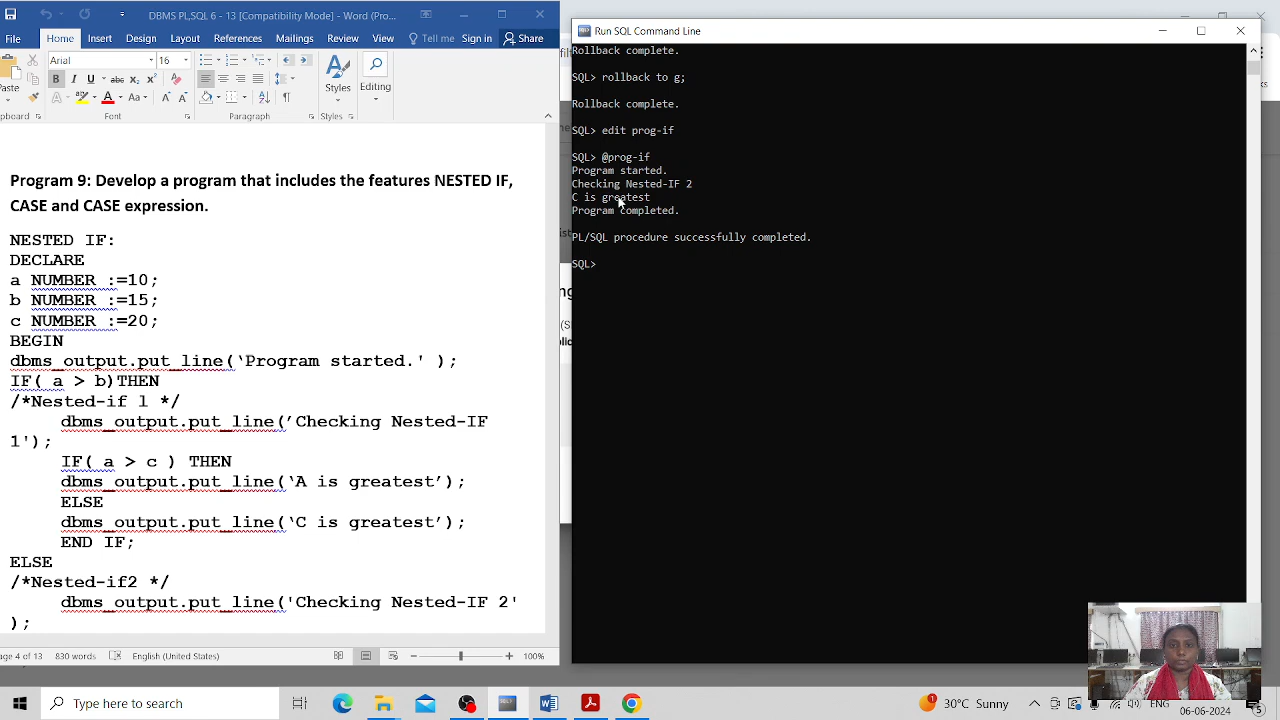 DBMS PL,SQL 6 - 13 [Compatibility Mode] - Word (Pro...
File Home Insert Design Layout References Mailings Review View Tell me Sign in Share
Arial 16
B I U abc x₂ x²
A Aa A A
Styles Editing
Font Paragraph Styles
Program 9: Develop a program that includes the features NESTED IF,
CASE and CASE expression.
NESTED IF:
DECLARE
a NUMBER :=10;
b NUMBER :=15;
c NUMBER :=20;
BEGIN
dbms_output.put_line(‘Program started.' );
IF( a > b)THEN
/*Nested-if 1 */
dbms_output.put_line(’Checking Nested-IF
1');
IF( a > c ) THEN
dbms_output.put_line(‘A is greatest’);
ELSE
dbms_output.put_line(‘C is greatest’);
END IF;
ELSE
/*Nested-if2 */
dbms_output.put_line('Checking Nested-IF 2'
);
Page 4 of 13 830 words English (United States) 100%
Run SQL Command Line
Rollback complete.
SQL> rollback to g;
Rollback complete.
SQL> edit prog-if
SQL> @prog-if
Program started.
Checking Nested-IF 2
C is greatest
Program completed.
PL/SQL procedure successfully completed.
SQL>
Type here to search
30°C Sunny ENG 06-06-2024